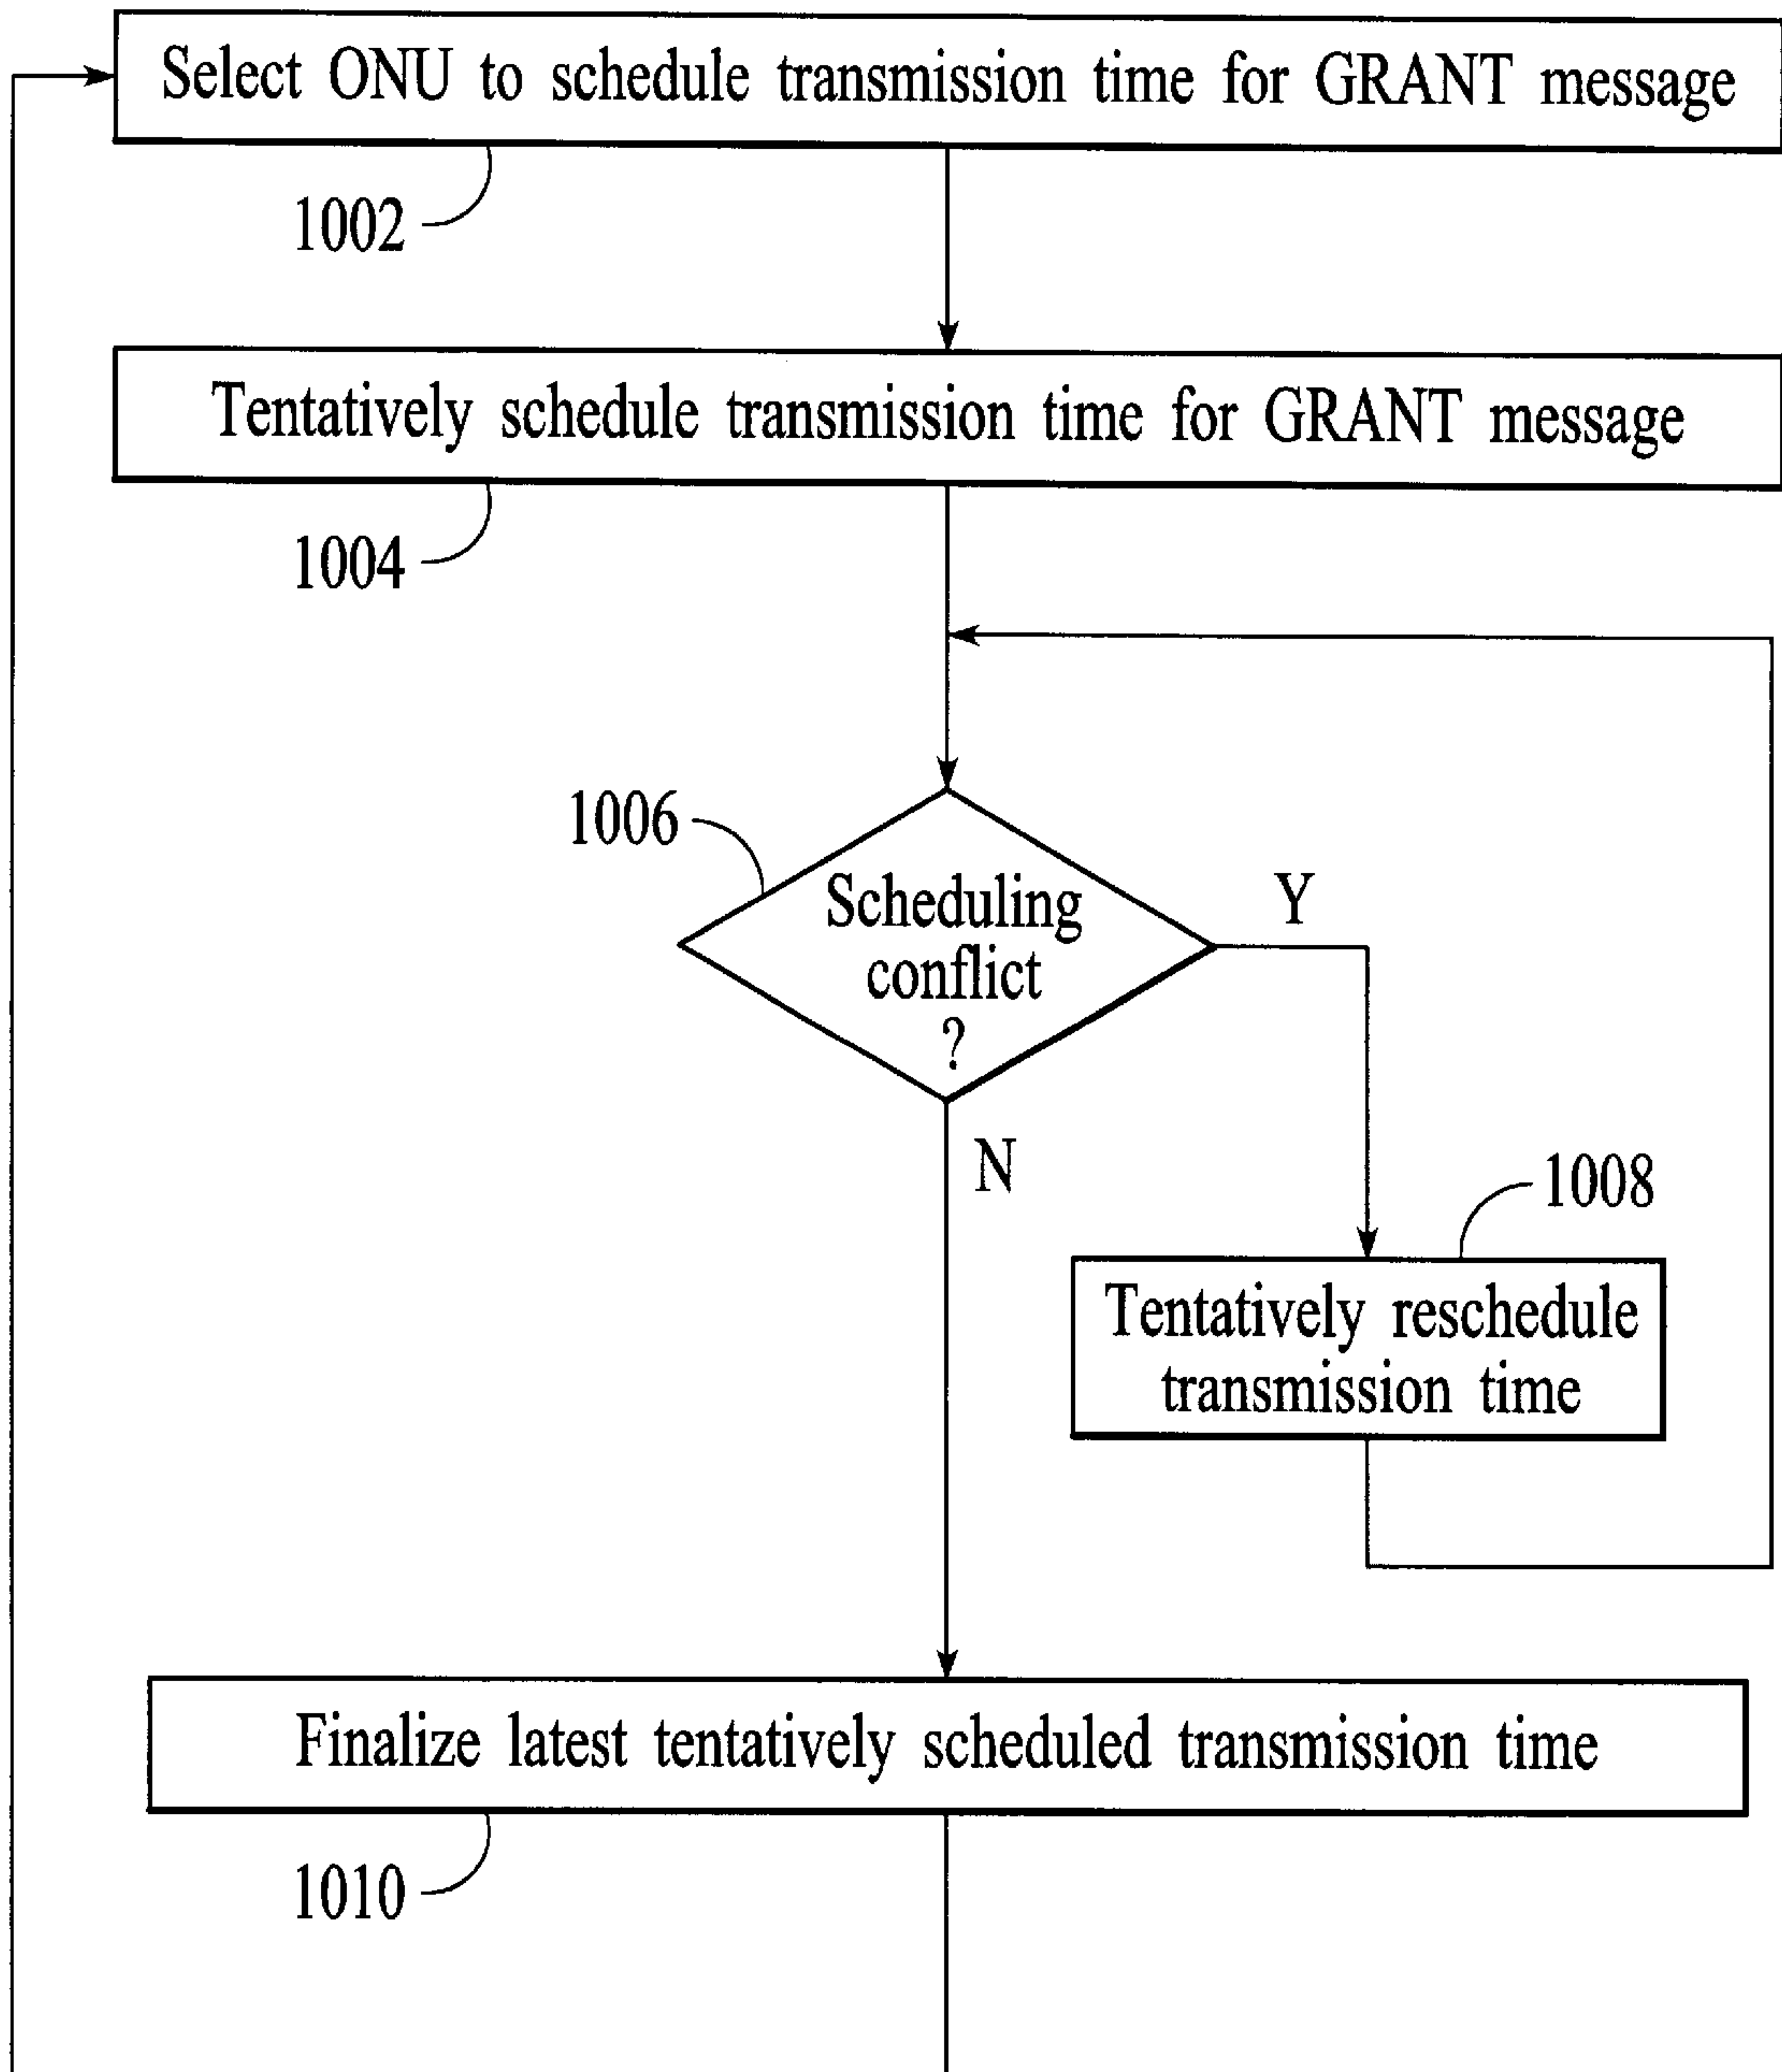 Select ONU to schedule transmission time for GRANT message
1002
Tentatively schedule transmission time for GRANT message
1004
1006
Scheduling
conflict
?
Y
N
1008
Tentatively reschedule
transmission time
Finalize latest tentatively scheduled transmission time
1010